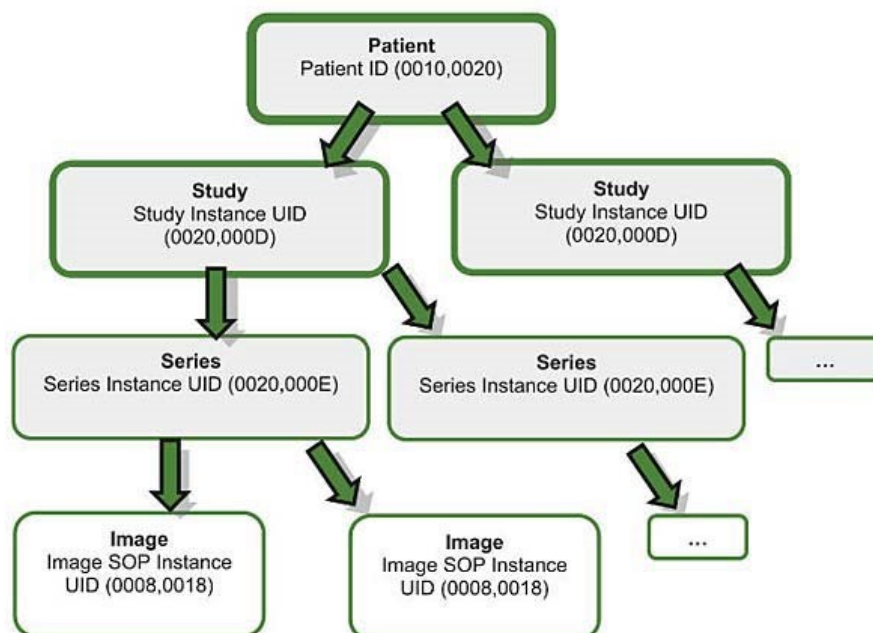 Patient
Patient ID (0010,0020)
Study
Study Instance UID
(0020,000D)
Study
Study Instance UID
(0020,000D)
Series
Series Instance UID (0020,000E)
Series
Series Instance UID (0020,000E)
...
Image
Image SOP Instance
UID (0008,0018)
Image
Image SOP Instance
UID (0008,0018)
...